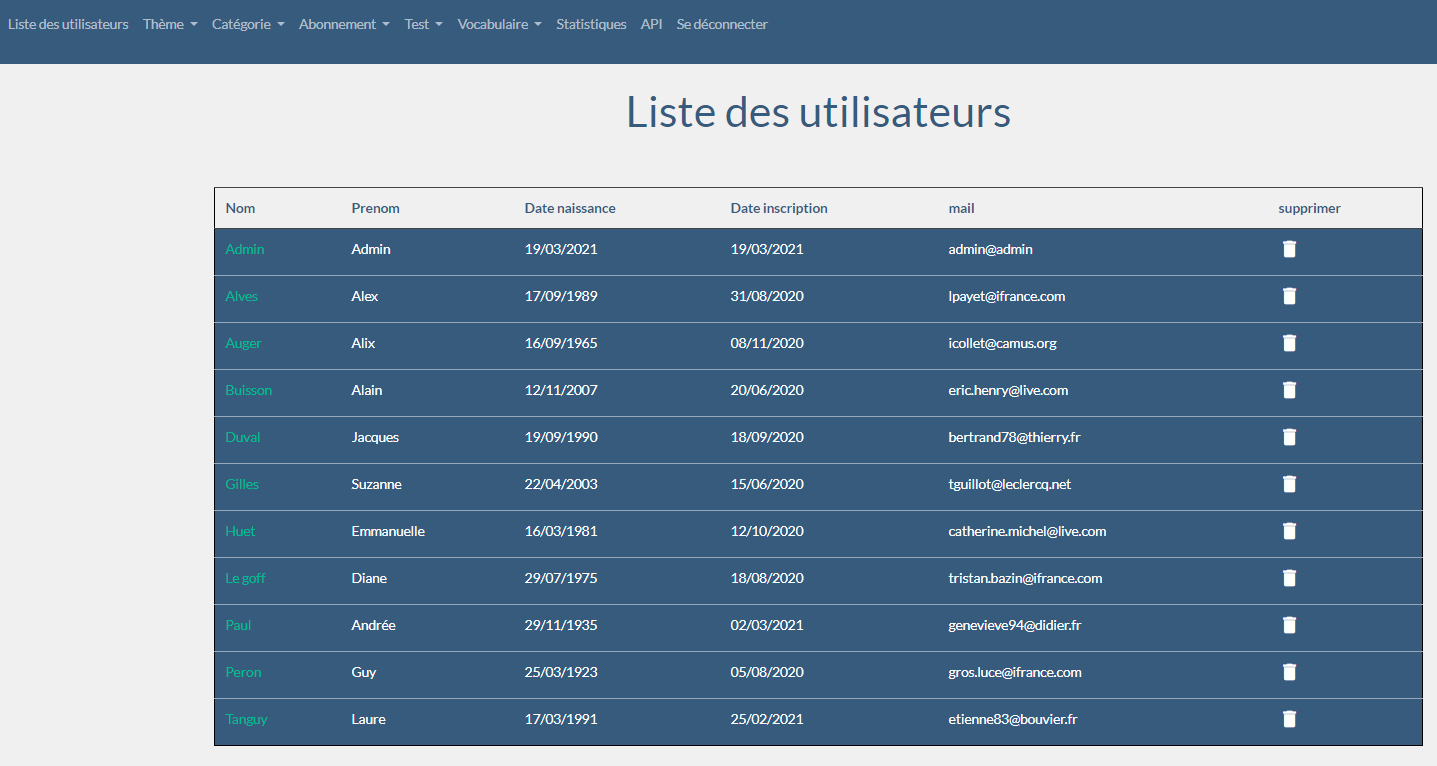 Liste des utilisateurs Thème Catégorie Abonnement Test Vocabulaire Statistiques API Se déconnecter
Liste des utilisateurs
Nom Prenom Date naissance Date inscription mail supprimer
Admin Admin 19/03/2021 19/03/2021 admin@admin
Alves Alex 17/09/1989 31/08/2020 lpayet@ifrance.com
Auger Alix 16/09/1965 08/11/2020 icollet@camus.org
Buisson Alain 12/11/2007 20/06/2020 eric.henry@live.com
Duval Jacques 19/09/1990 18/09/2020 bertrand78@thierry.fr
Gilles Suzanne 22/04/2003 15/06/2020 tguillot@leclercq.net
Huet Emmanuelle 16/03/1981 12/10/2020 catherine.michel@live.com
Le goff Diane 29/07/1975 18/08/2020 tristan.bazin@ifrance.com
Paul Andrée 29/11/1935 02/03/2021 genevieve94@didier.fr
Peron Guy 25/03/1923 05/08/2020 gros.luce@ifrance.com
Tanguy Laure 17/03/1991 25/02/2021 etienne83@bouvier.fr